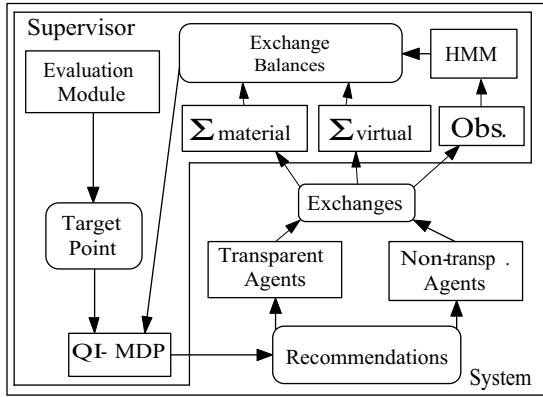 Supervisor
Exchange
Balances
HMM
Evaluation
Module
Σ material
Σ virtual
Obs.
Exchanges
Target
Point
Transparent
Agents
Non-transp .
Agents
QI- MDP
Recommendations
System